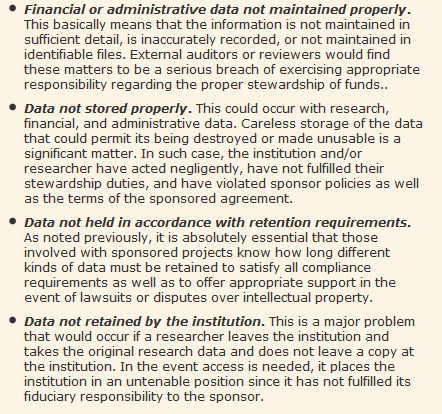 • Financial or administrative data not maintained properly.
This basically means that the information is not maintained in
sufficient detail, is inaccurately recorded, or not maintained in
identifiable files. External auditors or reviewers would find
these matters to be a serious breach of exercising appropriate
responsibility regarding the proper stewardship of funds..
• Data not stored properly. This could occur with research,
financial, and administrative data. Careless storage of the data
that could permit its being destroyed or made unusable is a
significant matter. In such case, the institution and/or
researcher have acted negligently, have not fulfilled their
stewardship duties, and have violated sponsor policies as well
as the terms of the sponsored agreement.
• Data not held in accordance with retention requirements.
As noted previously, it is absolutely essential that those
involved with sponsored projects know how long different
kinds of data must be retained to satisfy all compliance
requirements as well as to offer appropriate support in the
event of lawsuits or disputes over intellectual property.
• Data not retained by the institution. This is a major problem
that would occur if a researcher leaves the institution and
takes the original research data and does not leave a copy at
the institution. In the event access is needed, it places the
institution in an untenable position since it has not fulfilled its
fiduciary responsibility to the sponsor.